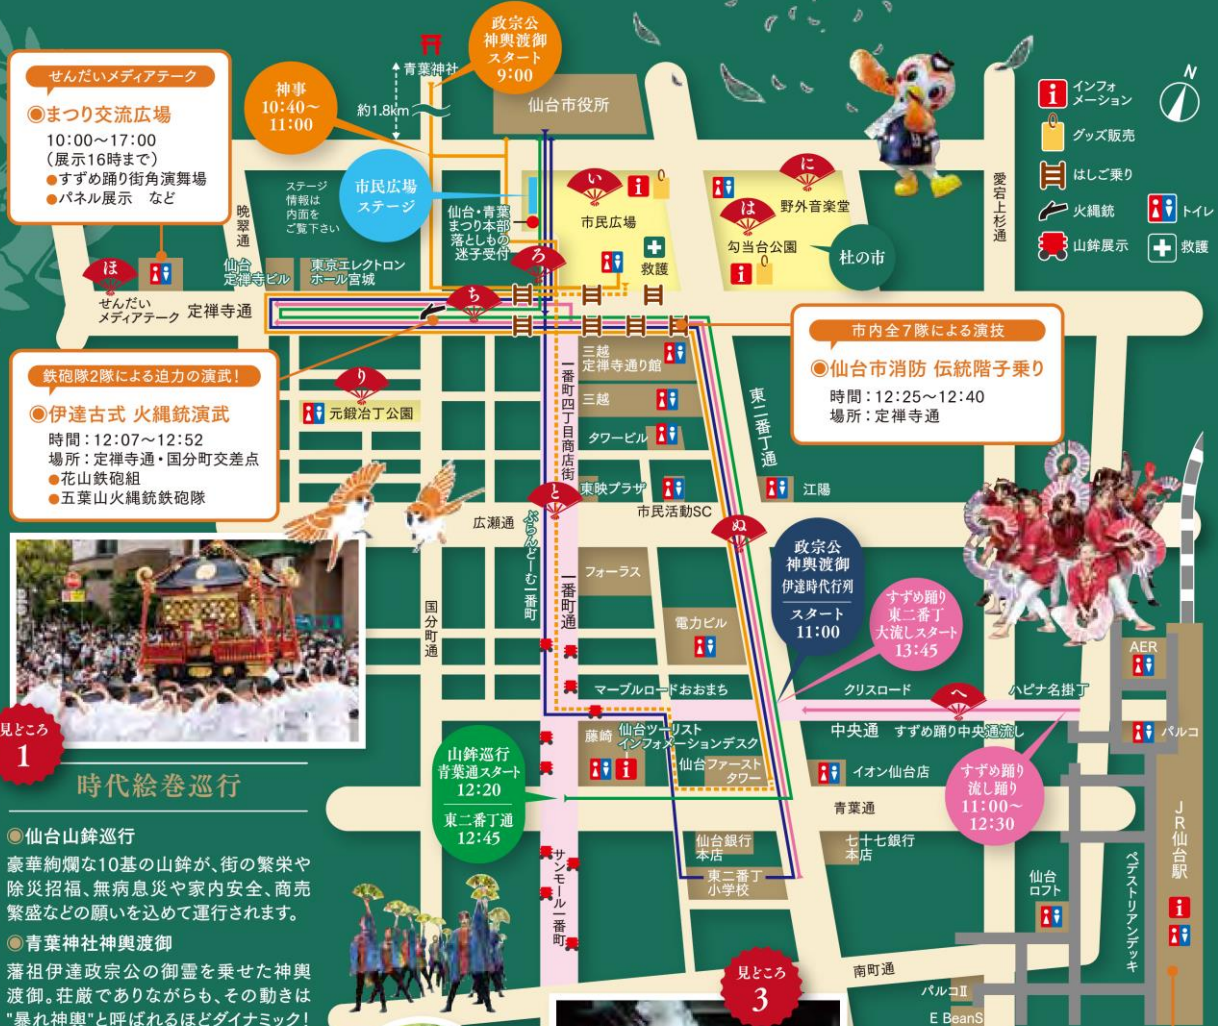 政宗公
神輿渡御
スタート
9:00
青葉神社
約1.8km
神事
10:40～
11:00
仙台市役所
せんだいメディアテーク
◉まつり交流広場
10:00～17:00
(展示16時まで)
●すずめ踊り街角演舞場
●パネル展示 など
ステージ
情報は
内面を
ご覧下さい
市民広場
ステージ
仙台・青葉
まつり本部
落としもの
迷子受付
い
市民広場
救護
に
野外音楽堂
は
勾当台公園
杜の市
愛宕上杉通
N
インフォ
メーション
グッズ販売
はしご乗り
火縄銃
トイレ
山鉾展示
救護
晩翠通
ほ
せんだい
メディアテーク
仙台
定禅寺ビル
東京エレクトロン
ホール宮城
定禅寺通
ろ
ち
鉄砲隊2隊による迫力の演武!
◉伊達古式 火縄銃演武
時間：12:07～12:52
場所：定禅寺通・国分町交差点
●花山鉄砲組
●五葉山火縄銃鉄砲隊
市内全7隊による演技
◉仙台市消防 伝統階子乗り
時間：12:25～12:40
場所：定禅寺通
り
元鍛冶丁公園
三越
定禅寺通り館
三越
タワービル
東映プラザ
市民活動SC
一番町四丁目商店街
東二番丁通
江陽
と
ぬ
広瀬通
ぶらんどーむ一番町
一番町通
国分町通
フォーラス
電力ビル
政宗公
神輿渡御
伊達時代行列
スタート
11:00
すずめ踊り
東二番丁
大流しスタート
13:45
マーブルロードおおまち
クリスロード
へ
ハピナ名掛丁
中央通
すずめ踊り中央通流し
AER
パルコ
藤崎
仙台ツーリスト
インフォメーションデスク
仙台ファースト
タワー
イオン仙台店
すずめ踊り
流し踊り
11:00～
12:30
山鉾巡行
青葉通スタート
12:20
東二番丁通
12:45
青葉通
仙台銀行
本店
七十七銀行
本店
東二番丁
小学校
サンモール一番町
仙台
ロフト
ペデストリアンデッキ
JR仙台駅
南町通
パルコⅡ
E BeanS
見どころ
1
時代絵巻巡行
◉仙台山鉾巡行
豪華絢爛な10基の山鉾が、街の繁栄や
除災招福、無病息災や家内安全、商売
繁盛などの願いを込めて運行されます。
◉青葉神社神輿渡御
藩祖伊達政宗公の御霊を乗せた神輿
渡御。荘厳でありながらも、その動きは
"暴れ神輿"と呼ばれるほどダイナミック!
見どころ
3